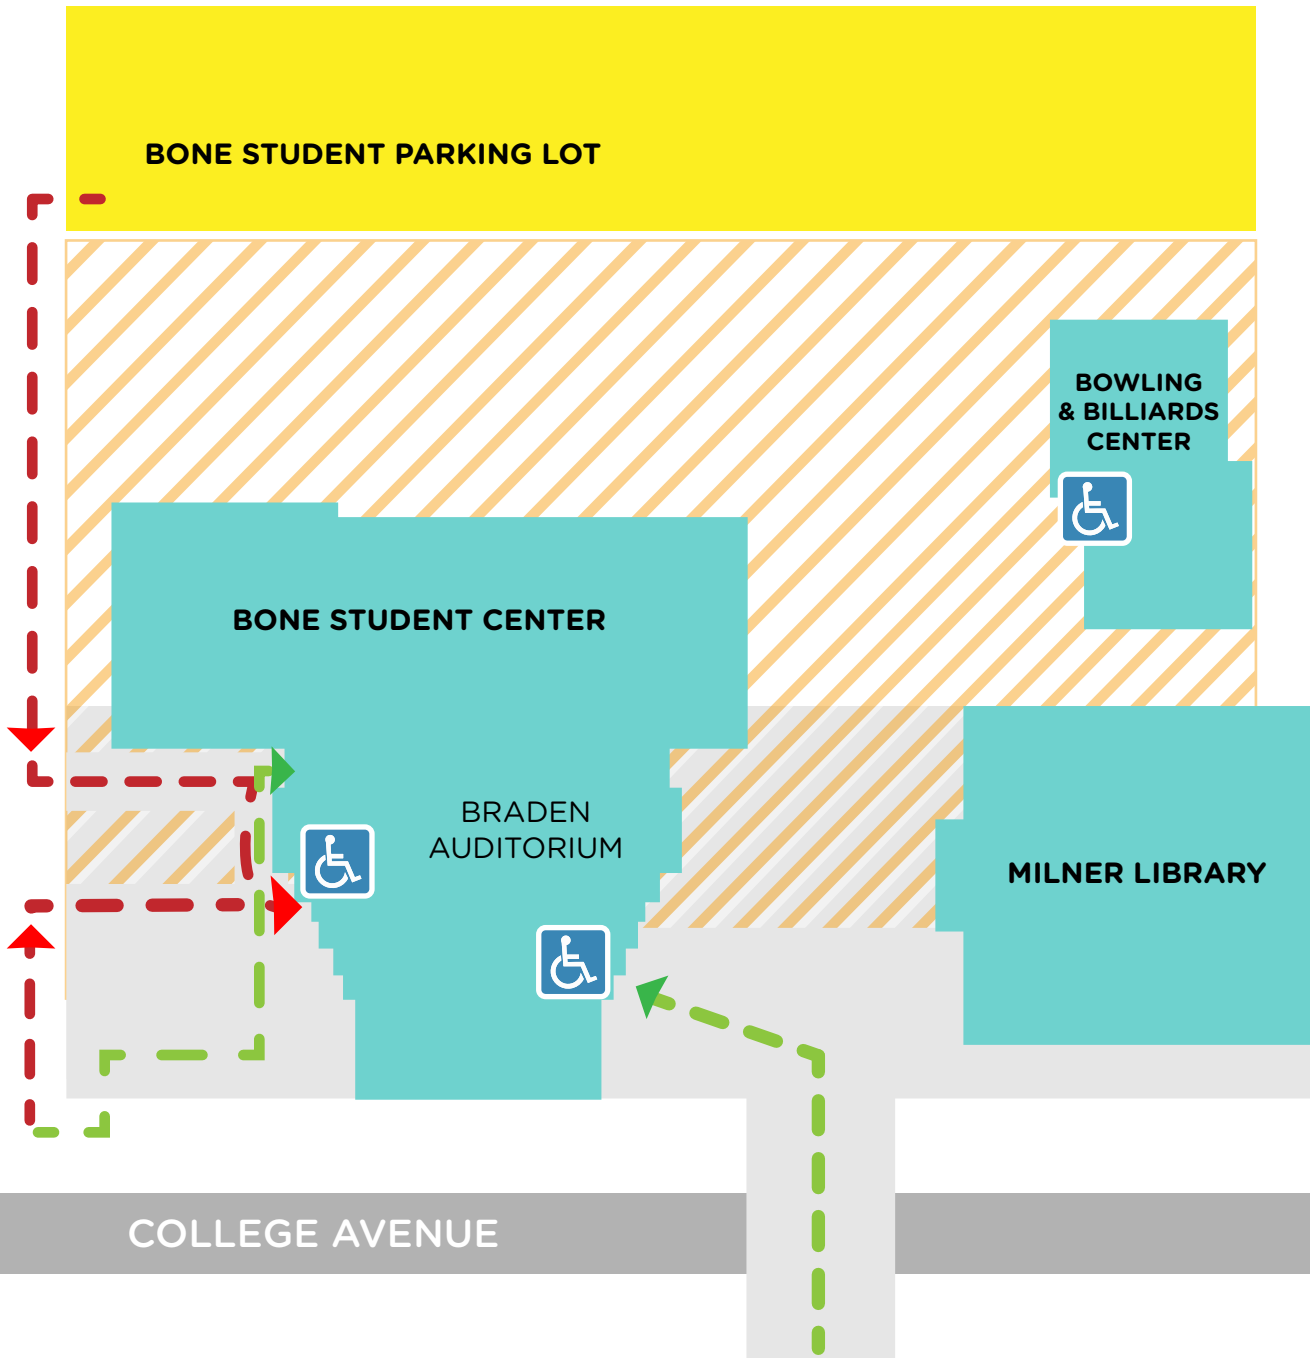 BONE STUDENT PARKING LOT
BOWLING
& BILLIARDS
CENTER
BONE STUDENT CENTER
BRADEN
AUDITORIUM
MILNER LIBRARY
COLLEGE AVENUE